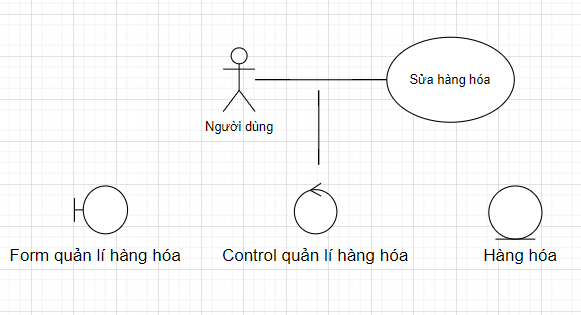 Sửa hàng hóa
Người dùng
Form quản lí hàng hóa
Control quản lí hàng hóa
Hàng hóa